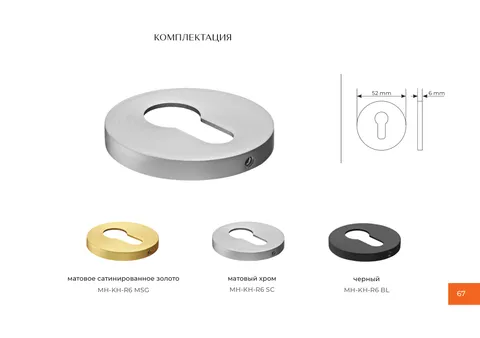 КОМПЛЕКТАЦИЯ
52 mm
6 mm
матовое сатинированное золото
MH-KH-R6 MSG
матовый хром
MH-KH-R6 SC
черный
MH-KH-R6 BL
67